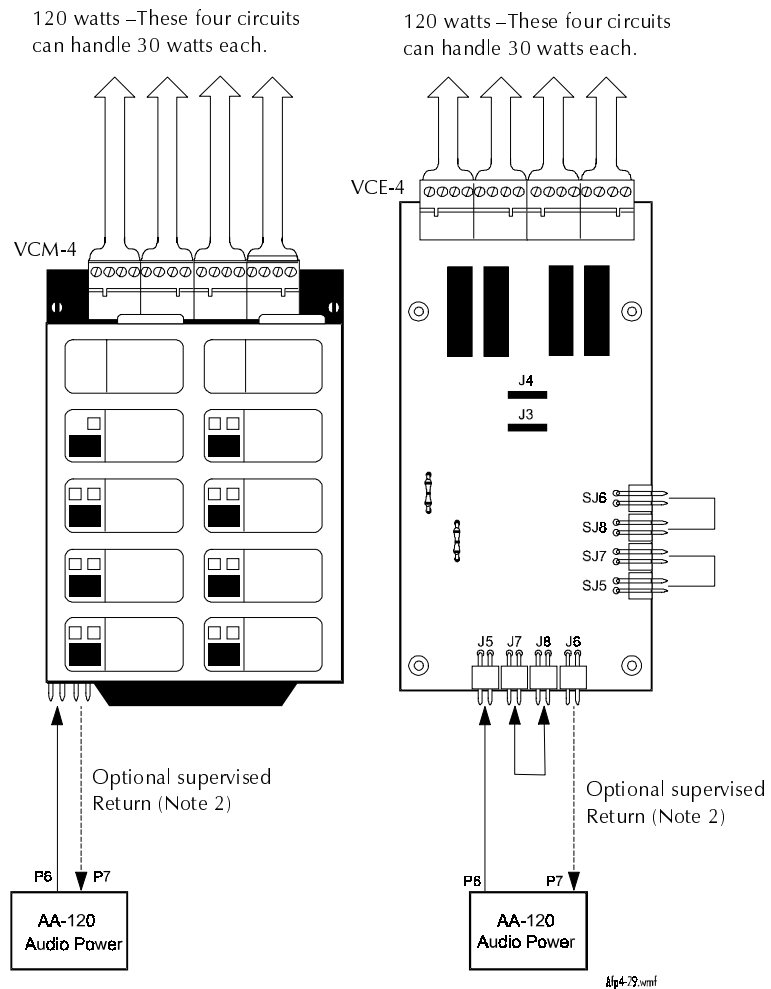 120 watts –These four circuits
can handle 30 watts each.
120 watts –These four circuits
can handle 30 watts each.
VCM-4
VCE-4
J4
J3
SJ6
SJ8
SJ7
SJ5
J5 J7 J8 J6
Optional supervised
Return (Note 2)
Optional supervised
Return (Note 2)
P6 P7
AA-120
Audio Power
P6 P7
AA-120
Audio Power
Afp4-29.wmf